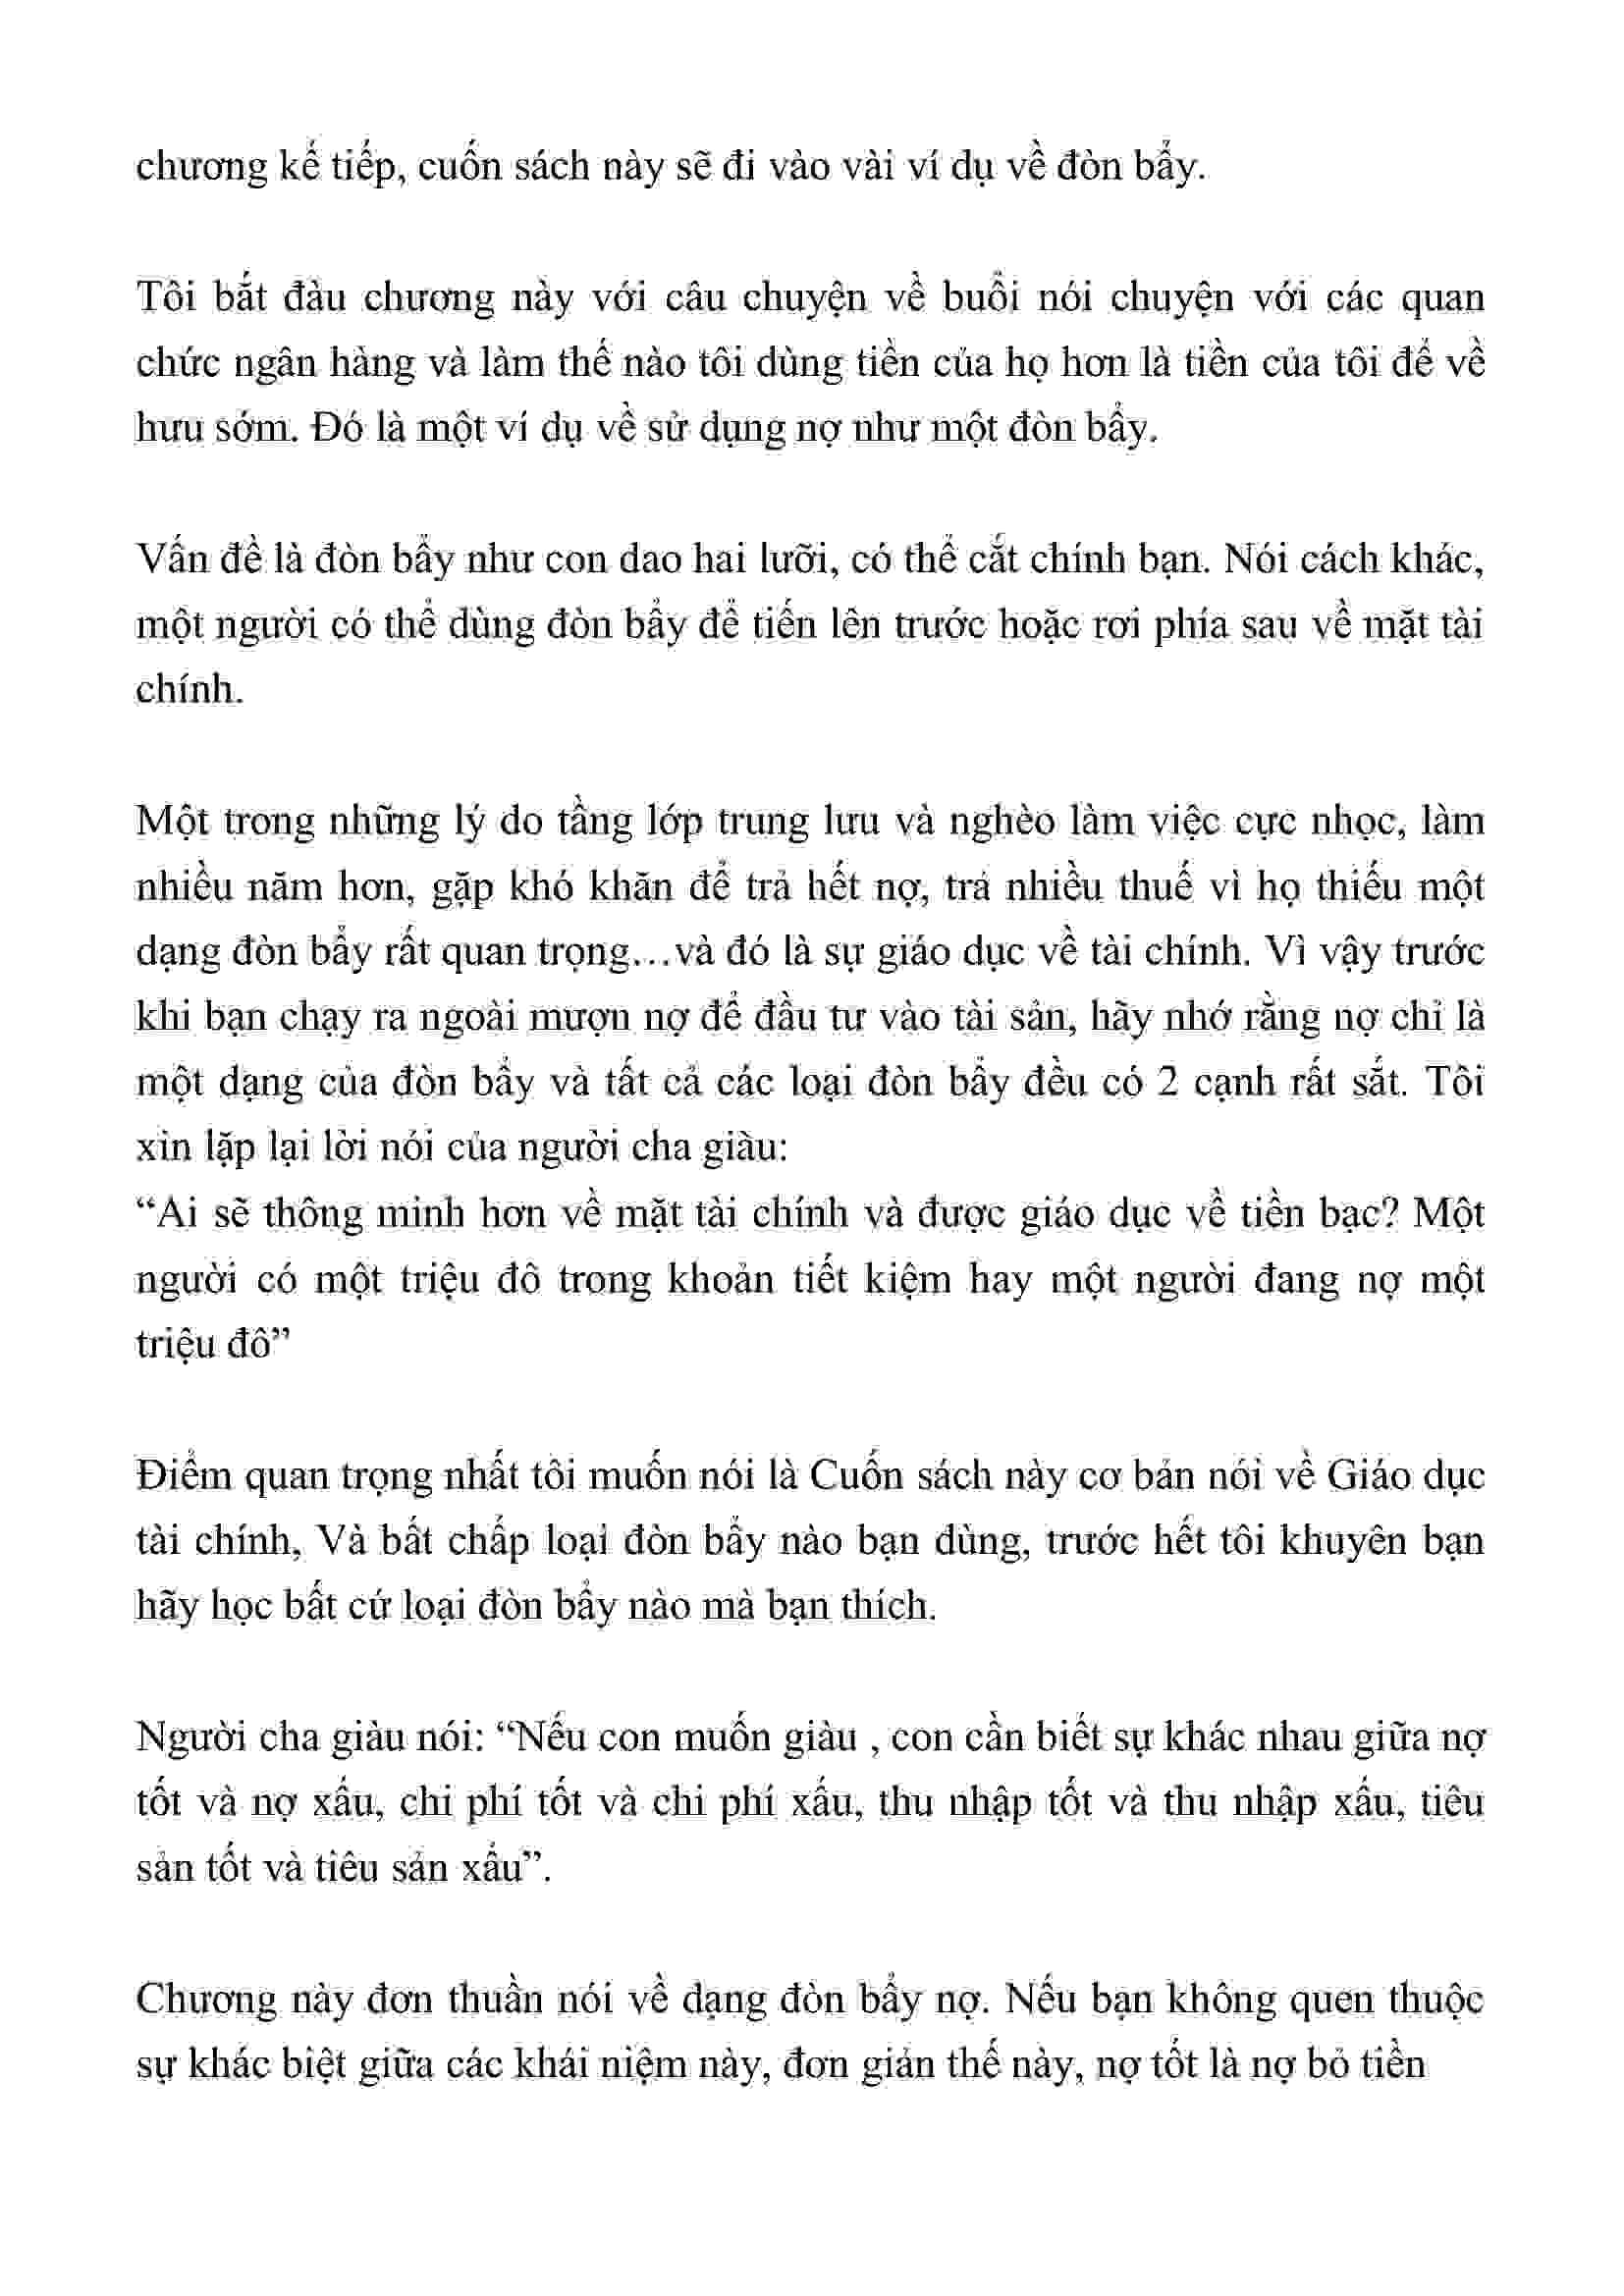 chương kế tiếp, cuốn sách này sẽ đi vào vài ví dụ về đòn bẩy.
Tôi bắt đàu chương này với câu chuyện về buổi nói chuyện với các quan
chức ngân hàng và làm thế nào tôi dùng tiền của họ hơn là tiền của tôi để về
hưu sớm. Đó là một ví dụ về sử dụng nợ như một đòn bẩy.
Vấn đề là đòn bẩy như con dao hai lưỡi, có thể cắt chính bạn. Nói cách khác,
một người có thể dùng đòn bẩy để tiến lên trước hoặc rơi phía sau về mặt tài
chính.
Một trong những lý do tầng lớp trung lưu và nghèo làm việc cực nhọc, làm
nhiều năm hơn, gặp khó khăn để trả hết nợ, trả nhiều thuế vì họ thiếu một
dạng đòn bẩy rất quan trọng...và đó là sự giáo dục về tài chính. Vì vậy trước
khi bạn chạy ra ngoài mượn nợ để đầu tư vào tài sản, hãy nhớ rằng nợ chỉ là
một dạng của đòn bẩy và tất cả các loại đòn bẩy đều có 2 cạnh rất sắt. Tôi
xin lặp lại lời nói của người cha giàu:
“Ai sẽ thông minh hơn về mặt tài chính và được giáo dục về tiền bạc? Một
người có một triệu đô trong khoản tiết kiệm hay một người đang nợ một
triệu đô”
Điểm quan trọng nhất tôi muốn nói là Cuốn sách này cơ bản nói về Giáo dục
tài chính, Và bất chấp loại đòn bẩy nào bạn dùng, trước hết tôi khuyên bạn
hãy học bất cứ loại đòn bẩy nào mà bạn thích.
Người cha giàu nói: “Nếu con muốn giàu , con cần biết sự khác nhau giữa nợ
tốt và nợ xấu, chi phí tốt và chi phí xấu, thu nhập tốt và thu nhập xấu, tiêu
sản tốt và tiêu sản xấu”.
Chương này đơn thuần nói về dạng đòn bẩy nợ. Nếu bạn không quen thuộc
sự khác biệt giữa các khái niệm này, đơn giản thế này, nợ tốt là nợ bỏ tiền